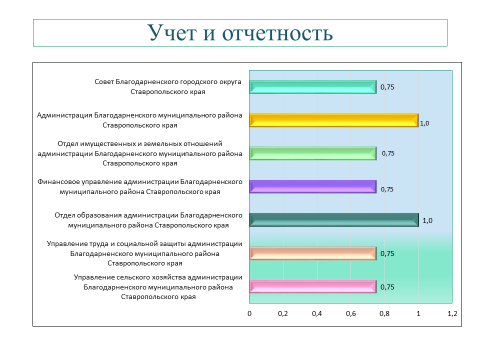 Учет и отчетность
Совет Благодарненского городского округа
Ставропольского края
0,75
Администрация Благодарненского муниципального района
Ставропольского края
1,0
Отдел имущественных и земельных отношений
администрации Благодарненского муниципального района
Ставропольского края
0,75
Финансовое управление администрации Благодарненского
муниципального района Ставропольского края
0,75
Отдел образования администрации Благодарненского
муниципального района Ставропольского края
1,0
Управление труда и социальной защиты администрации
Благодарненского муниципального района
Ставропольского края
0,75
Управление сельского хозяйства администрации
Благодарненского муниципального района
Ставропольского края
0,75
0 0,2 0,4 0,6 0,8 1 1,2